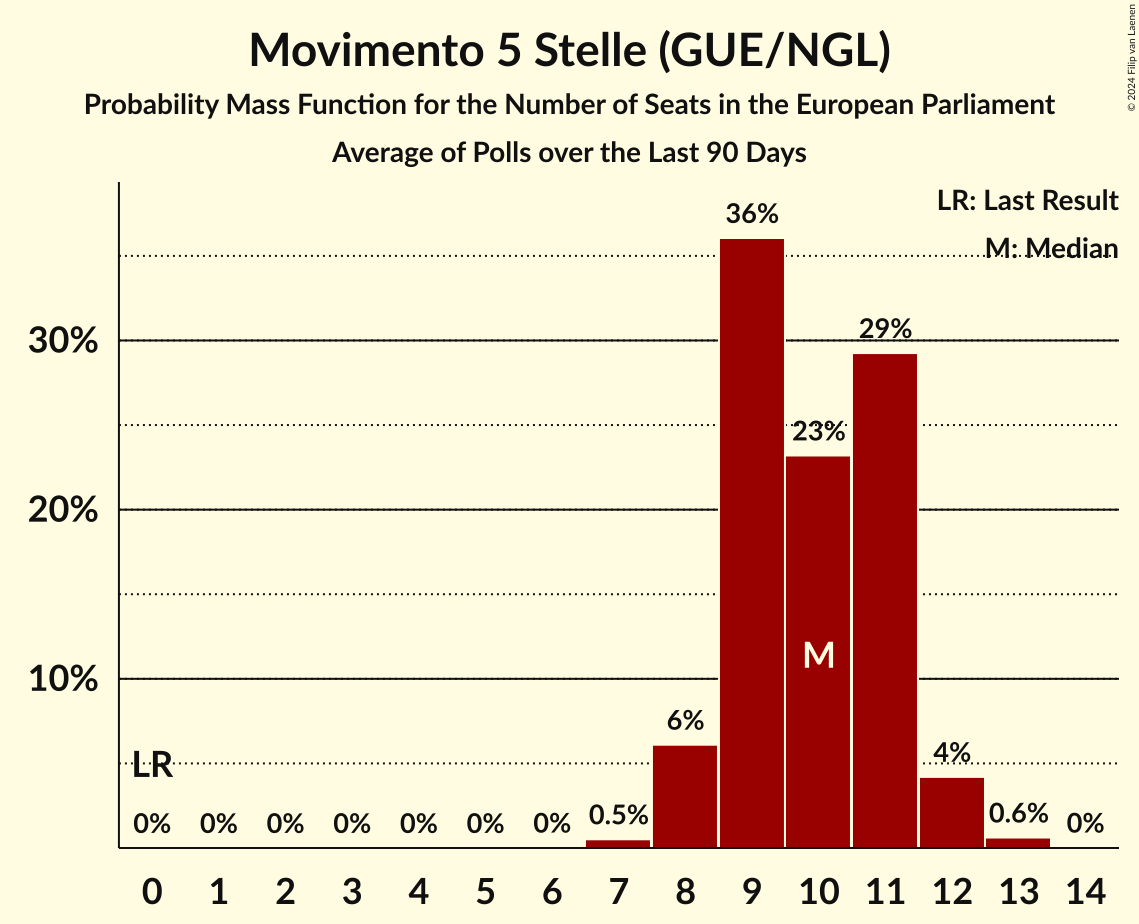 Movimento 5 Stelle (GUE/NGL)
Probability Mass Function for the Number of Seats in the European Parliament
Average of Polls over the Last 90 Days
© 2024 Filip van Laenen
LR: Last Result
M: Median
36%
29%
30%
23%
20%
M
10%
6%
4%
LR
0% 0% 0% 0% 0% 0% 0% 0.5% 0.6% 0%
0 1 2 3 4 5 6 7 8 9 10 11 12 13 14